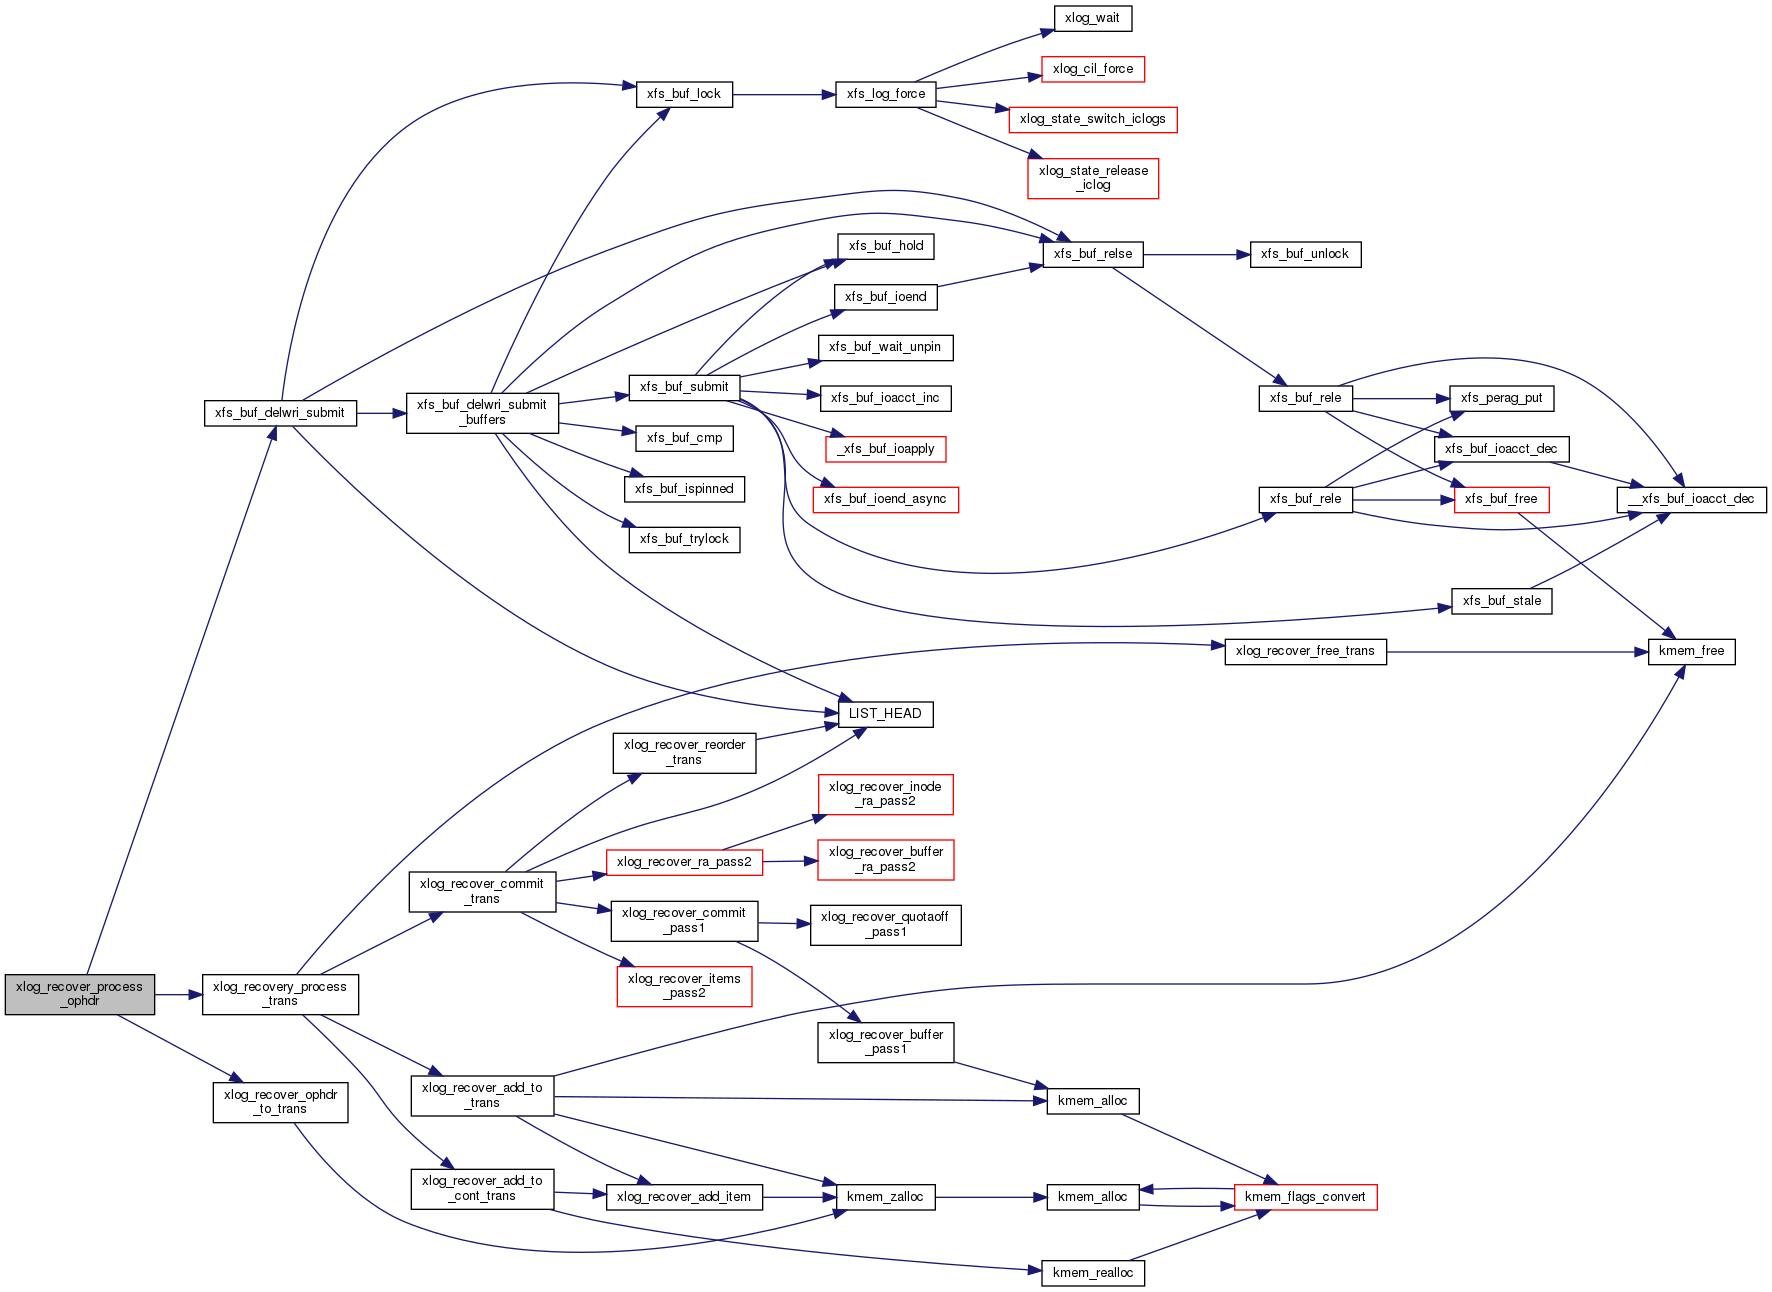 xlog_wait
xlog_cil_force
xfs_buf_lock
xfs_log_force
xlog_state_switch_iclogs
xlog_state_release
_iclog
xfs_buf_hold
xfs_buf_relse
xfs_buf_unlock
xfs_buf_ioend
xfs_buf_wait_unpin
xfs_buf_submit
xfs_buf_ioacct_inc
xfs_buf_rele
xfs_perag_put
xfs_buf_delwri_submit
xfs_buf_delwri_submit
_buffers
xfs_buf_cmp
_xfs_buf_ioapply
xfs_buf_ioacct_dec
xfs_buf_ispinned
xfs_buf_ioend_async
xfs_buf_rele
xfs_buf_free
__xfs_buf_ioacct_dec
xfs_buf_trylock
xfs_buf_stale
xlog_recover_free_trans
kmem_free
LIST_HEAD
xlog_recover_reorder
_trans
xlog_recover_inode
_ra_pass2
xlog_recover_ra_pass2
xlog_recover_buffer
_ra_pass2
xlog_recover_commit
_trans
xlog_recover_commit
_pass1
xlog_recover_quotaoff
_pass1
xlog_recover_process
_ophdr
xlog_recovery_process
_trans
xlog_recover_items
_pass2
xlog_recover_buffer
_pass1
xlog_recover_ophdr
_to_trans
xlog_recover_add_to
_trans
kmem_alloc
xlog_recover_add_to
_cont_trans
xlog_recover_add_item
kmem_zalloc
kmem_alloc
kmem_flags_convert
kmem_realloc